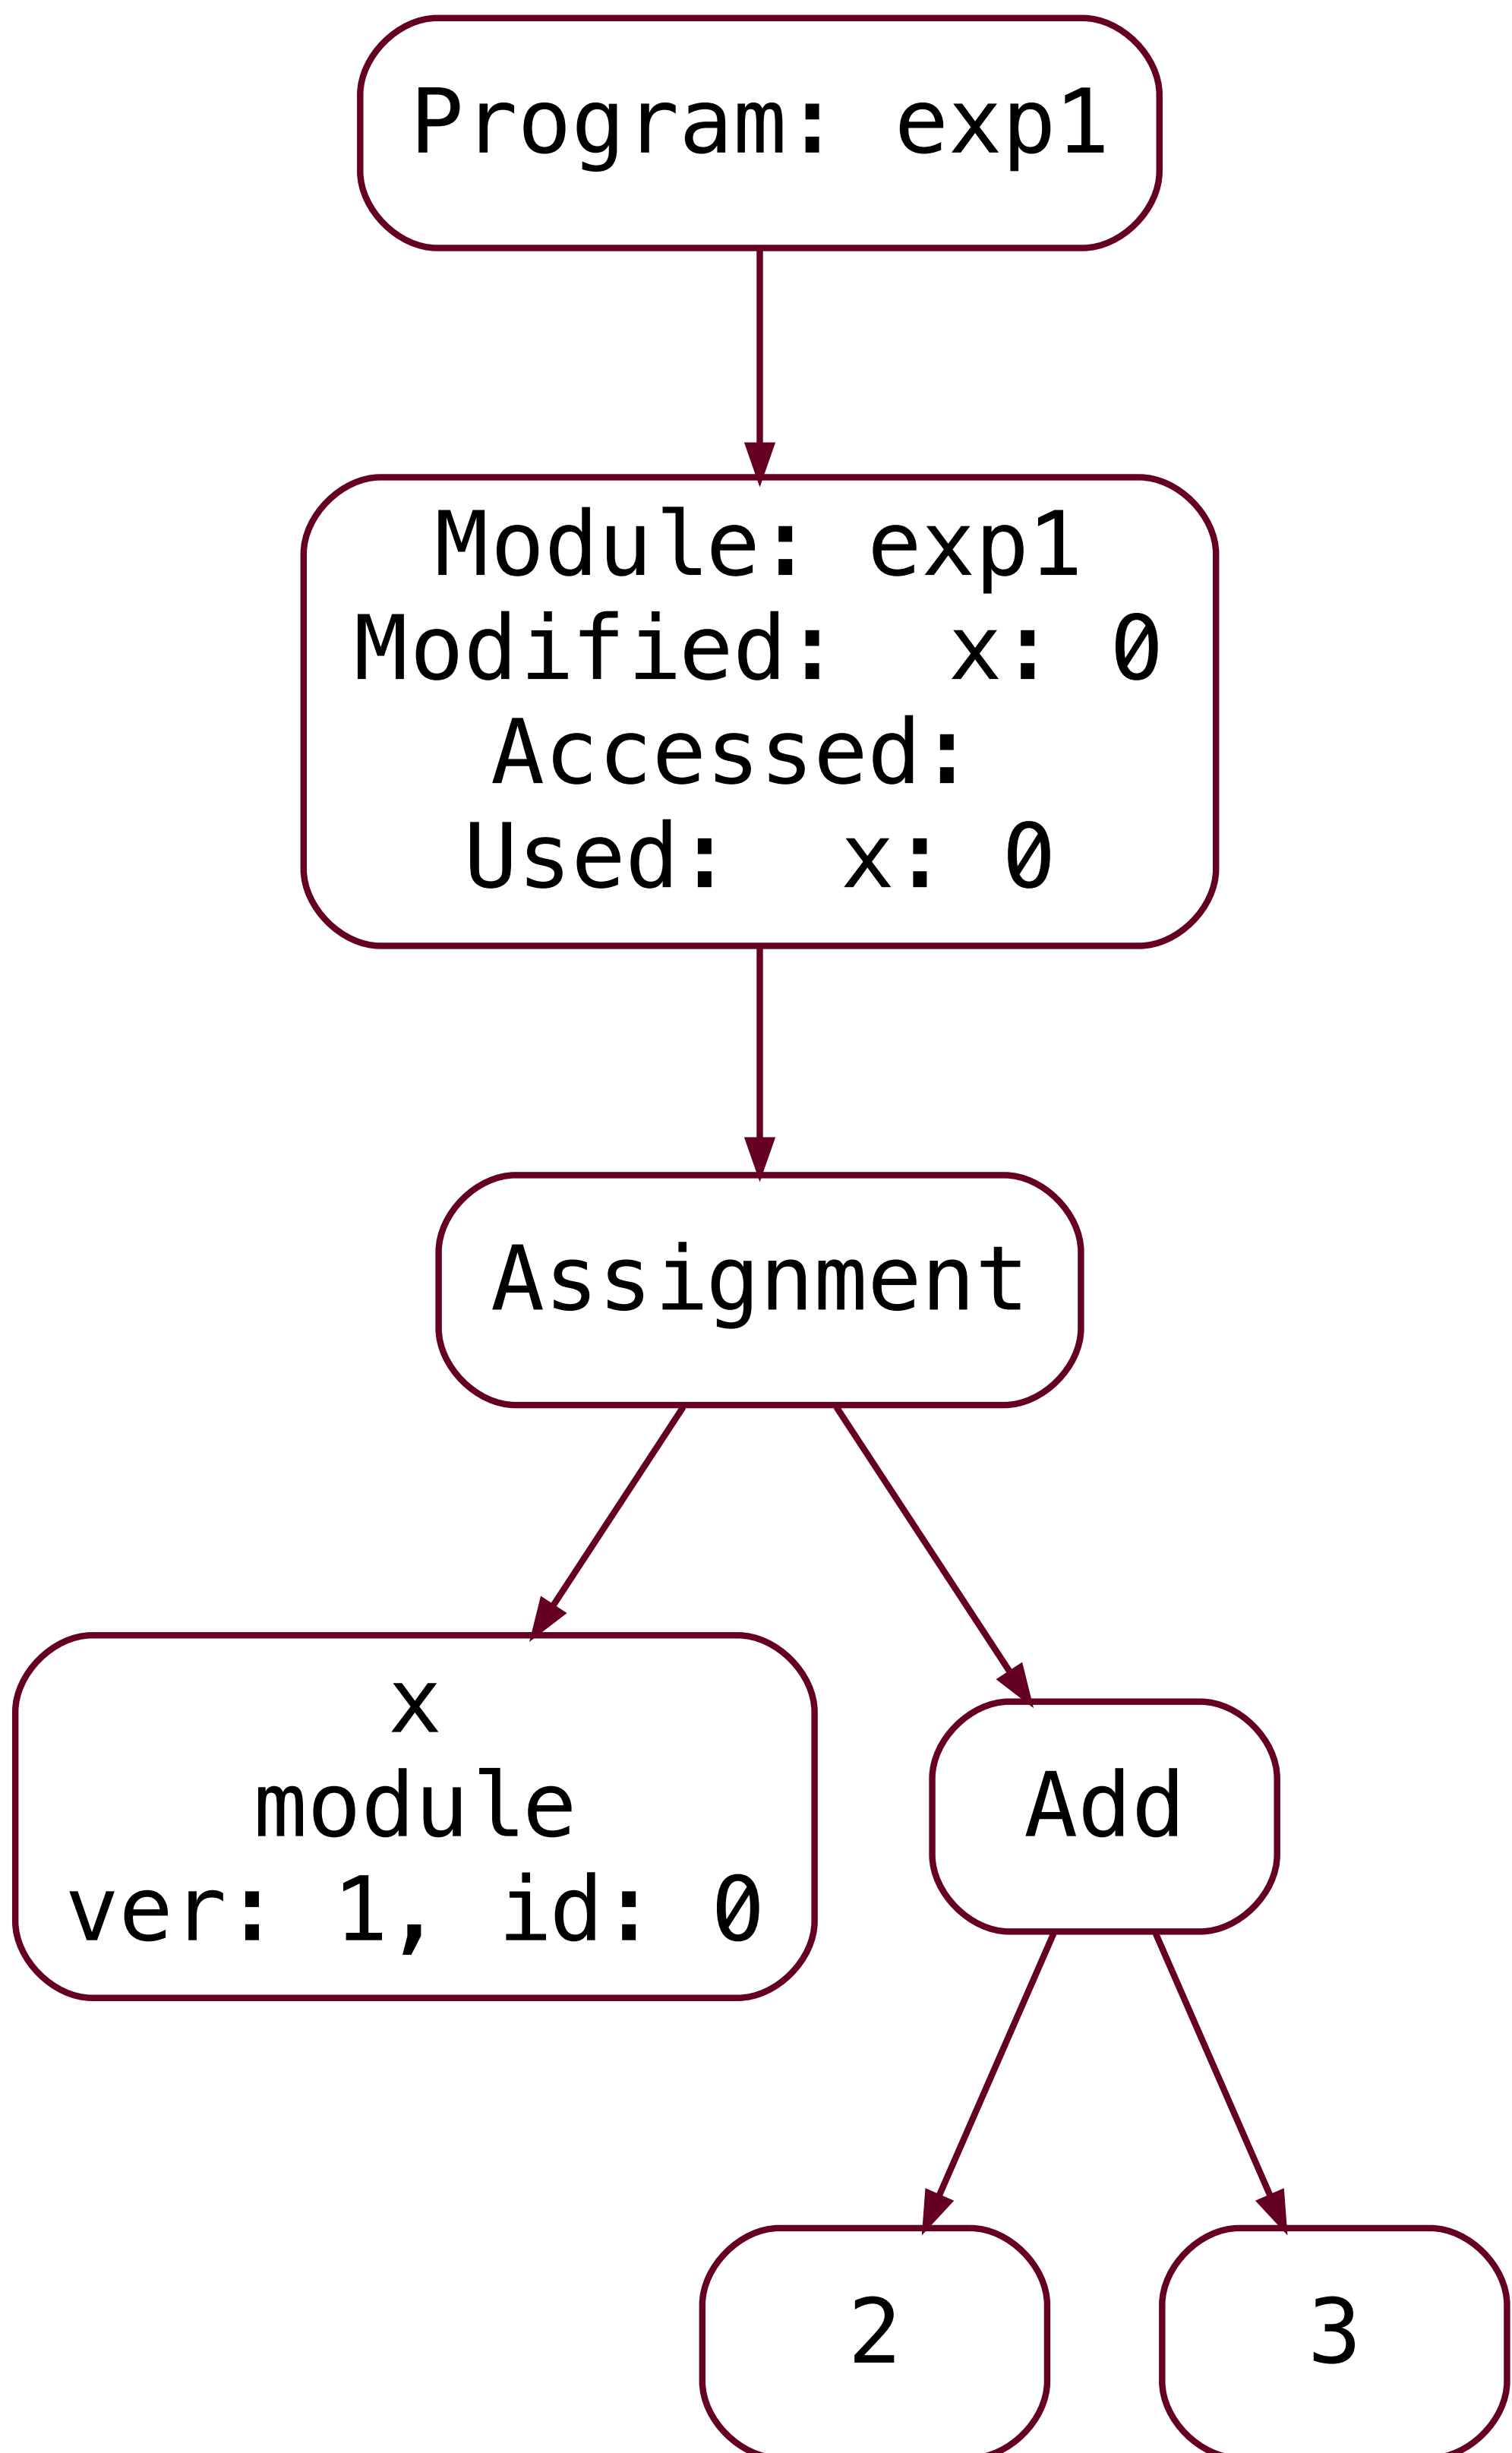 Program: exp1
Module: exp1
Modified:   x: 0
Accessed:
Used:   x: 0
Assignment
x
module
ver: 1, id: 0
Add
2
3